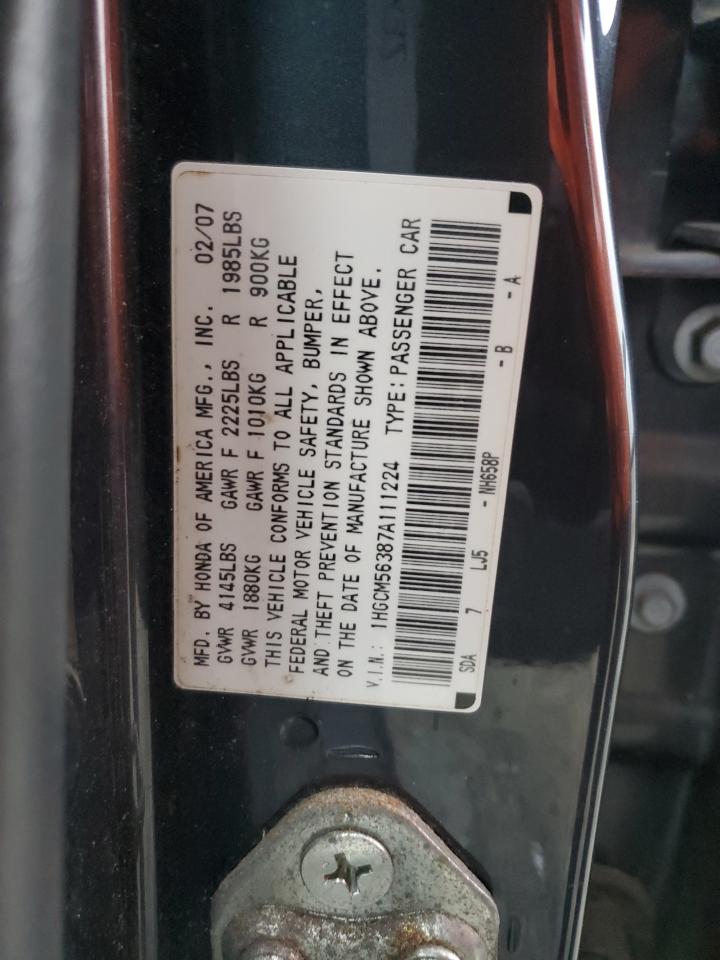 MFD. BY HONDA OF AMERICA MFG., INC. 02/07
GVWR 4145LBS GAWR F 2225LBS R 1985LBS
GVWR 1880KG GAWR F 1010KG R 900KG
THIS VEHICLE CONFORMS TO ALL APPLICABLE
FEDERAL MOTOR VEHICLE SAFETY, BUMPER,
AND THEFT PREVENTION STANDARDS IN EFFECT
ON THE DATE OF MANUFACTURE SHOWN ABOVE.
V.I.N.: 1HGCM56387A111224 TYPE: PASSENGER CAR
SDA 7 LJ5 - NH658P - B - A